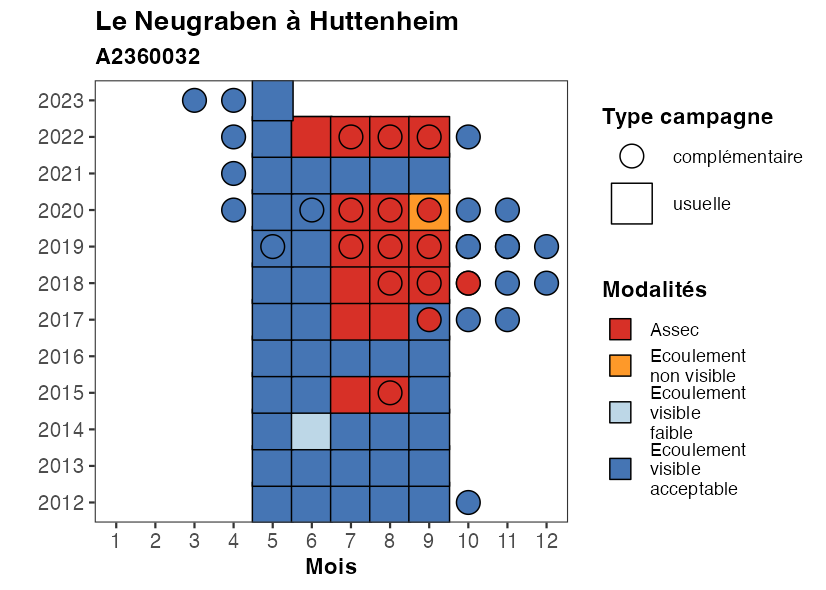 Le Neugraben à Huttenheim
A2360032
2023
2022
2021
2020
2019
2018
2017
2016
2015
2014
2013
2012
1 2 3 4 5 6 7 8 9 10 11 12
Mois
Type campagne
complémentaire
usuelle
Modalités
Assec
Ecoulement
non visible
Ecoulement
visible
faible
Ecoulement
visible
acceptable